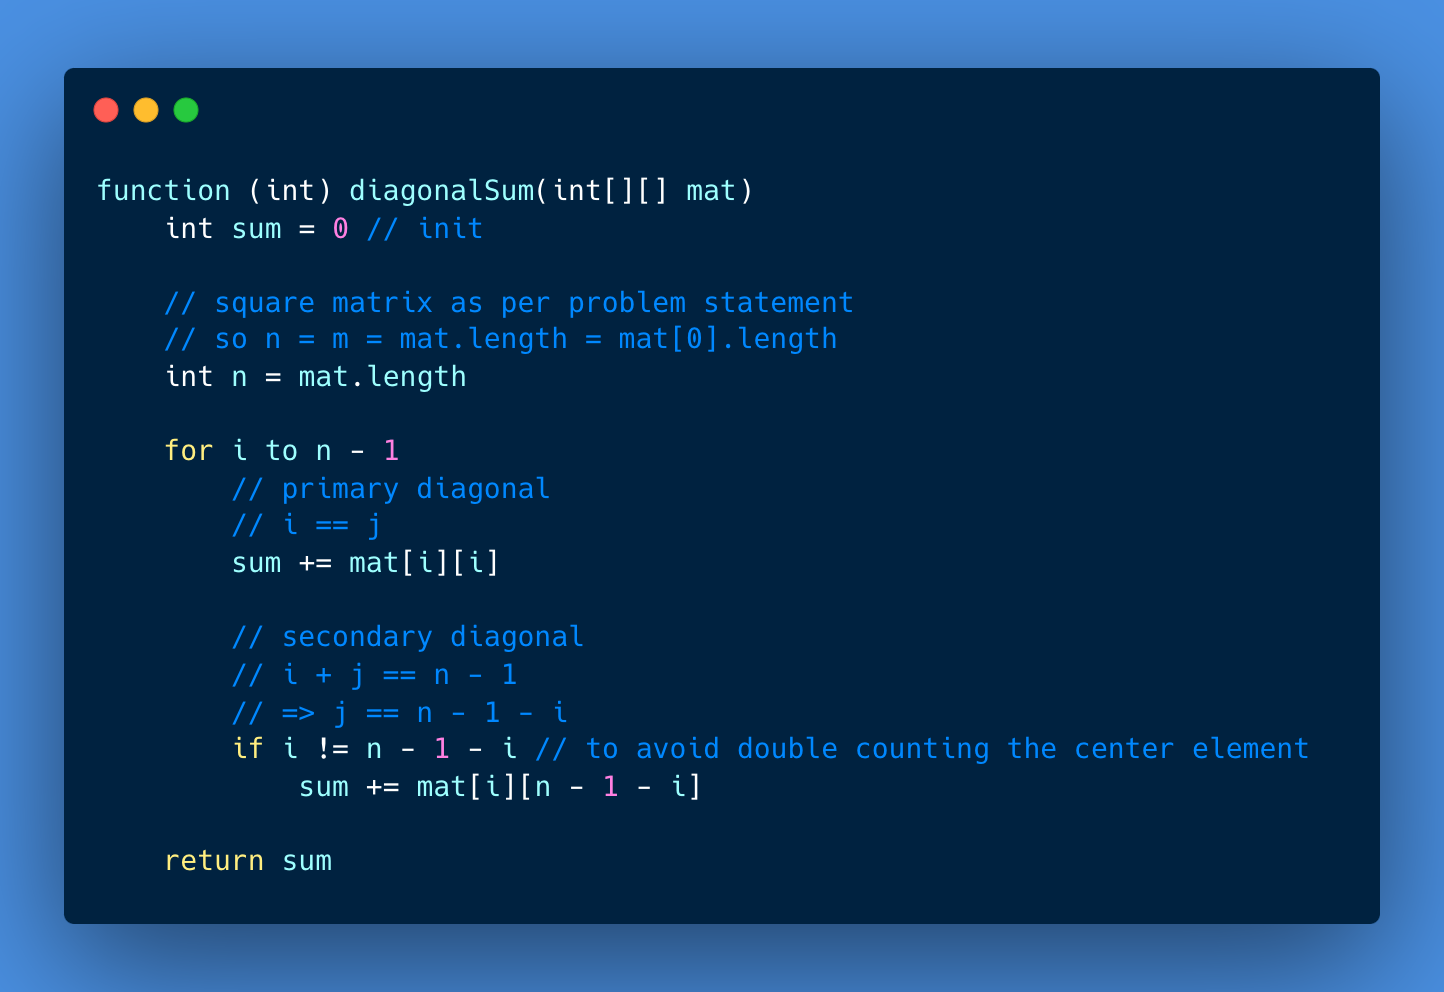 function (int) diagonalSum(int[][] mat)
    int sum = 0 // init

    // square matrix as per problem statement
    // so n = m = mat.length = mat[0].length
    int n = mat.length

    for i to n - 1
        // primary diagonal
        // i == j
        sum += mat[i][i]

        // secondary diagonal
        // i + j == n - 1
        // => j == n - 1 - i
        if i != n - 1 - i // to avoid double counting the center element
            sum += mat[i][n - 1 - i]

    return sum